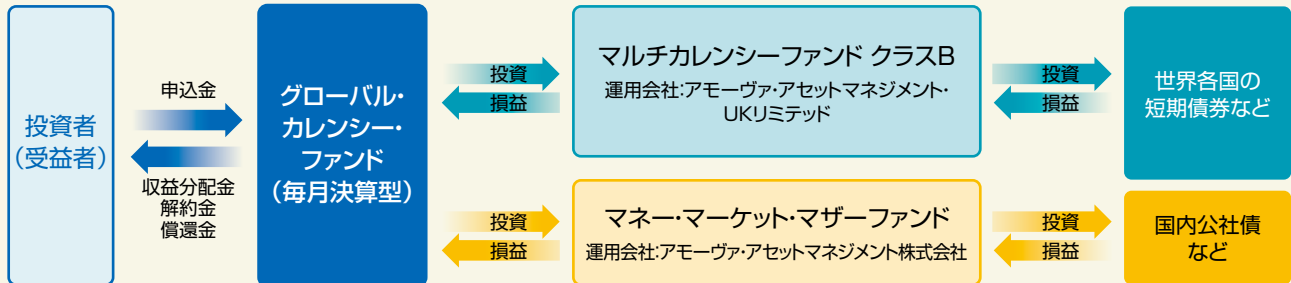 投資者
（受益者）
申込金
収益分配金
解約金
償還金
グローバル・
カレンシー・
ファンド
（毎月決算型）
投資
損益
マルチカレンシーファンド クラスB
運用会社：アモーヴァ・アセットマネジメント・
UKリミテッド
投資
損益
世界各国の
短期債券など
投資
損益
マネー・マーケット・マザーファンド
運用会社：アモーヴァ・アセットマネジメント株式会社
投資
損益
国内公社債
など